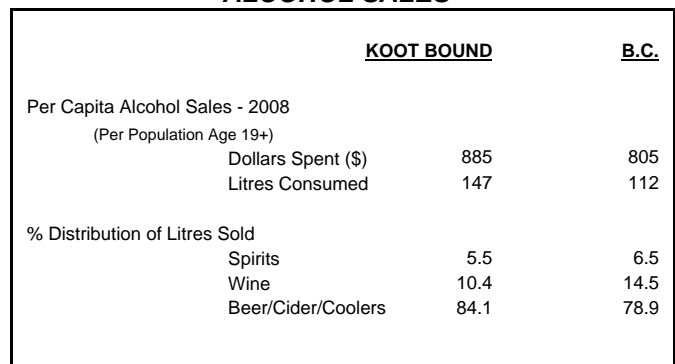 ALCOHOL SALES
KOOT BOUND B.C.
Per Capita Alcohol Sales - 2008
(Per Population Age 19+)
Dollars Spent ($) 885 805
Litres Consumed 147 112
% Distribution of Litres Sold
Spirits 5.5 6.5
Wine 10.4 14.5
Beer/Cider/Coolers 84.1 78.9